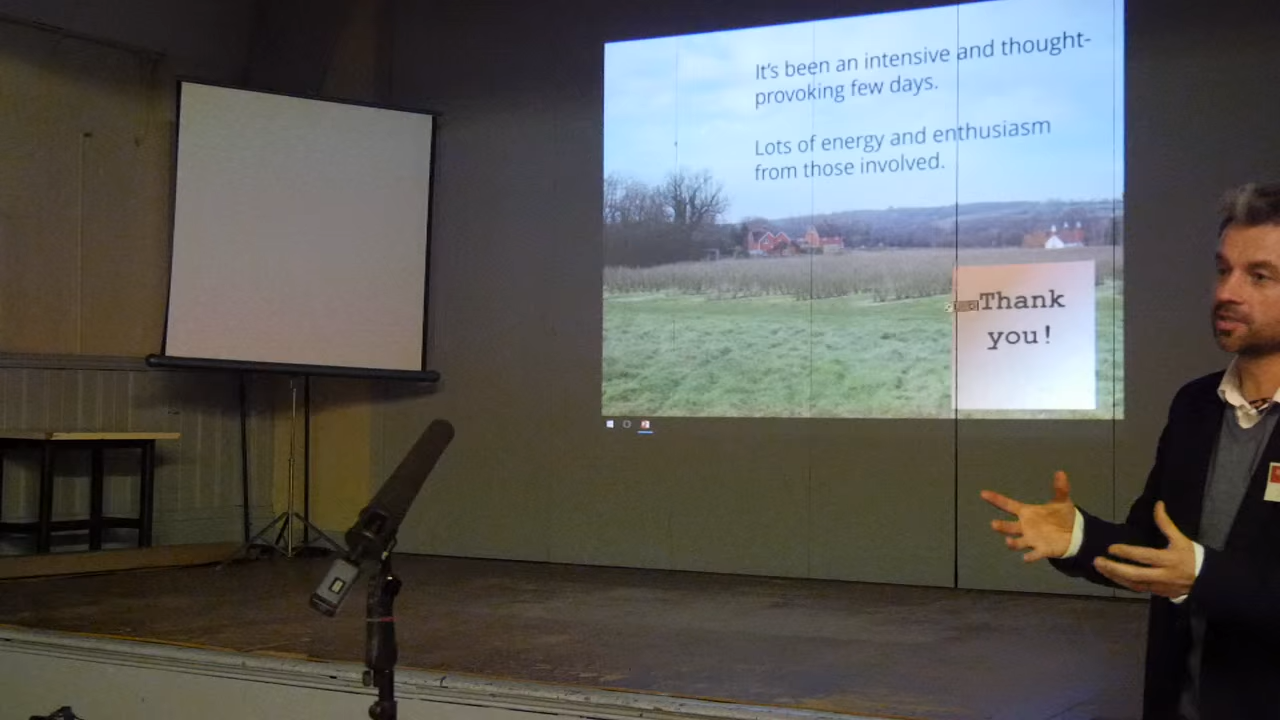 It's been an intensive and thought-
provoking few days.
Lots of energy and enthusiasm
from those involved.
Thank
you!